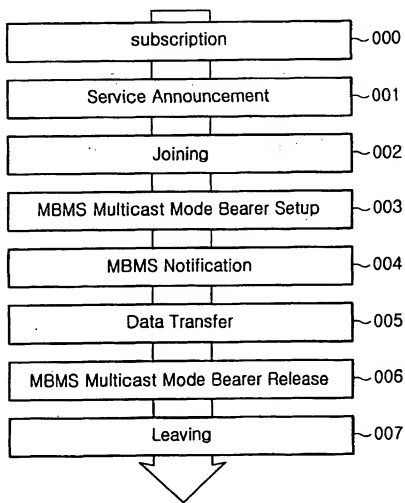 subscription 000
Service Announcement 001
Joining 002
MBMS Multicast Mode Bearer Setup 003
MBMS Notification 004
Data Transfer 005
MBMS Multicast Mode Bearer Release 006
Leaving 007